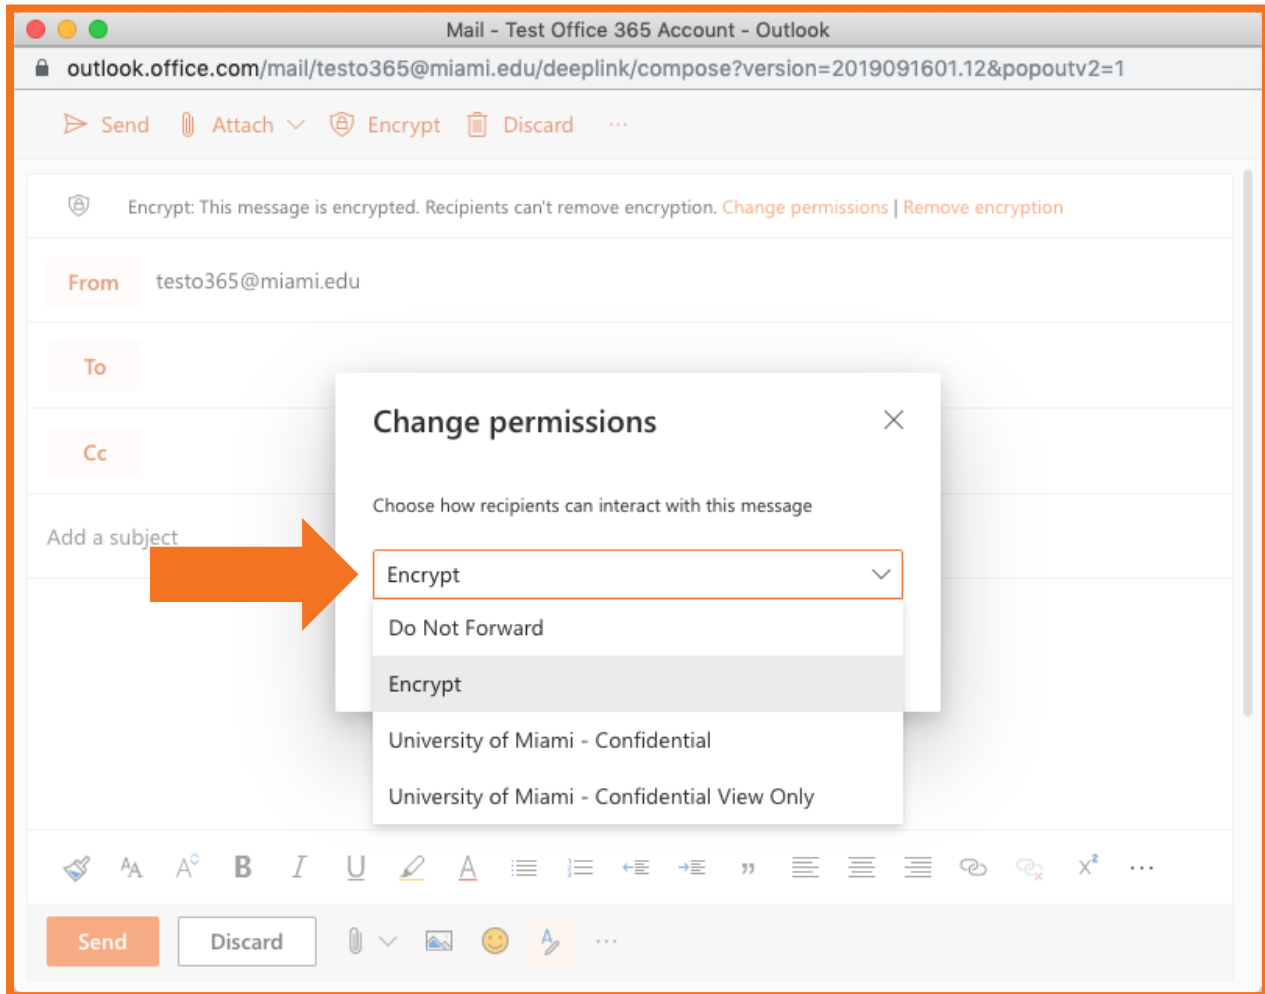 Mail - Test Office 365 Account - Outlook
outlook.office.com/mail/testo365@miami.edu/deeplink/compose?version=2019091601.12&popoutv2=1
Send Attach Encrypt Discard ...
Encrypt: This message is encrypted. Recipients can't remove encryption. Change permissions | Remove encryption
From testo365@miami.edu
To
Cc
Add a subject
Change permissions
Choose how recipients can interact with this message
Encrypt
Do Not Forward
Encrypt
University of Miami - Confidential
University of Miami - Confidential View Only
Send Discard